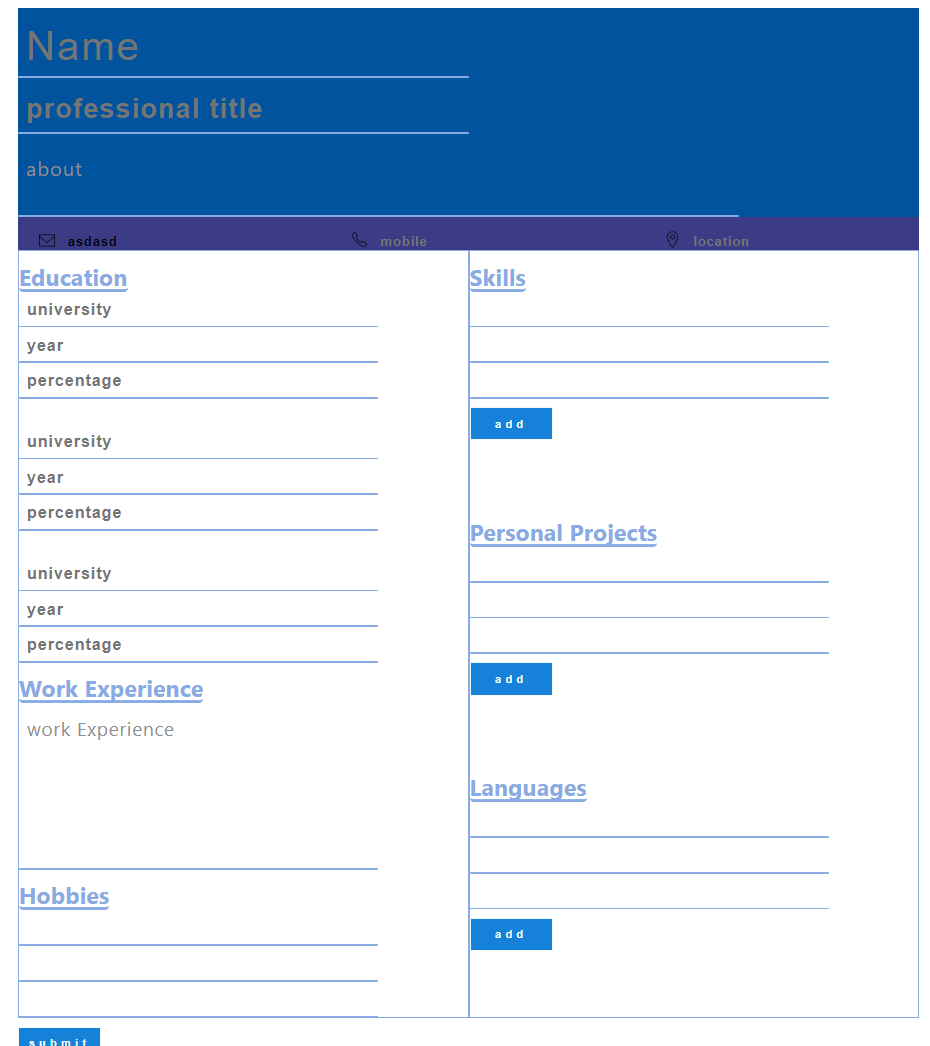 Name
professional title
about
asdasd mobile location
Education
university
year
percentage
university
year
percentage
university
year
percentage
Work Experience
work Experience
Hobbies
submit
Skills
add
Personal Projects
add
Languages
add